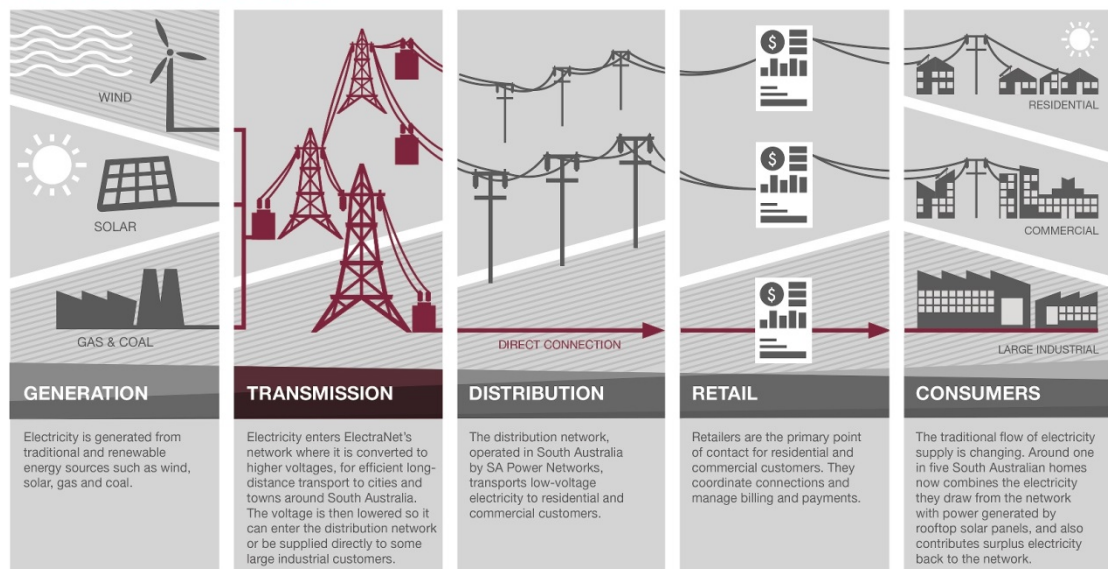 WIND
SOLAR
GAS & COAL
GENERATION
Electricity is generated from
traditional and renewable
energy sources such as wind,
solar, gas and coal.
TRANSMISSION
Electricity enters ElectraNet’s
network where it is converted to
higher voltages, for efficient long-
distance transport to cities and
towns around South Australia.
The voltage is then lowered so it
can enter the distribution network
or be supplied directly to some
large industrial customers.
DIRECT CONNECTION
DISTRIBUTION
The distribution network,
operated in South Australia
by SA Power Networks,
transports low-voltage
electricity to residential and
commercial customers.
$
$
$
RETAIL
Retailers are the primary point
of contact for residential and
commercial customers. They
coordinate connections and
manage billing and payments.
RESIDENTIAL
COMMERCIAL
LARGE INDUSTRIAL
CONSUMERS
The traditional flow of electricity
supply is changing. Around one
in five South Australian homes
now combines the electricity
they draw from the network
with power generated by
rooftop solar panels, and also
contributes surplus electricity
back to the network.